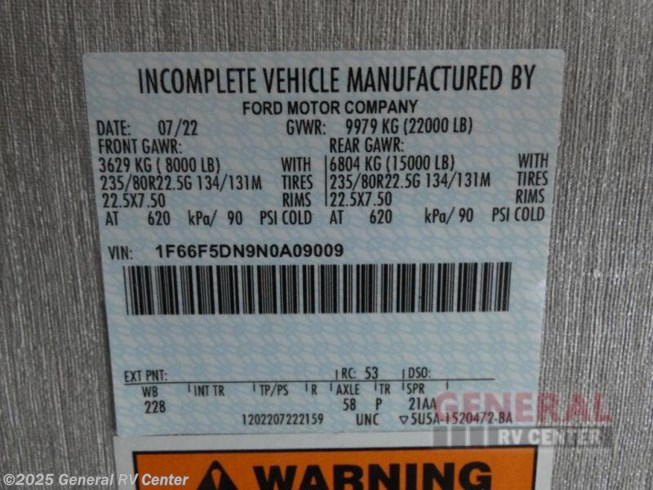 INCOMPLETE VEHICLE MANUFACTURED BY
FORD MOTOR COMPANY
DATE: 07/22 GVWR: 9979 KG (22000 LB)
FRONT GAWR: REAR GAWR:
3629 KG ( 8000 LB) WITH 6804 KG (15000 LB) WITH
235/80R22.5G 134/131M TIRES 235/80R22.5G 134/131M TIRES
22.5X7.50 RIMS 22.5X7.50 RIMS
AT 620 kPa/ 90 PSI COLD AT 620 kPa/ 90 PSI COLD
VIN: 1F66F5DN9N0A09009
EXT PNT: RC: 53 DSO:
WB INT TR TP/PS R AXLE TR SPR
228 58 P 21AA
1202207222159 UNC ▽5U5A-1520472-BA
GENERAL
RV CENTER
WARNING
©2025 General RV Center